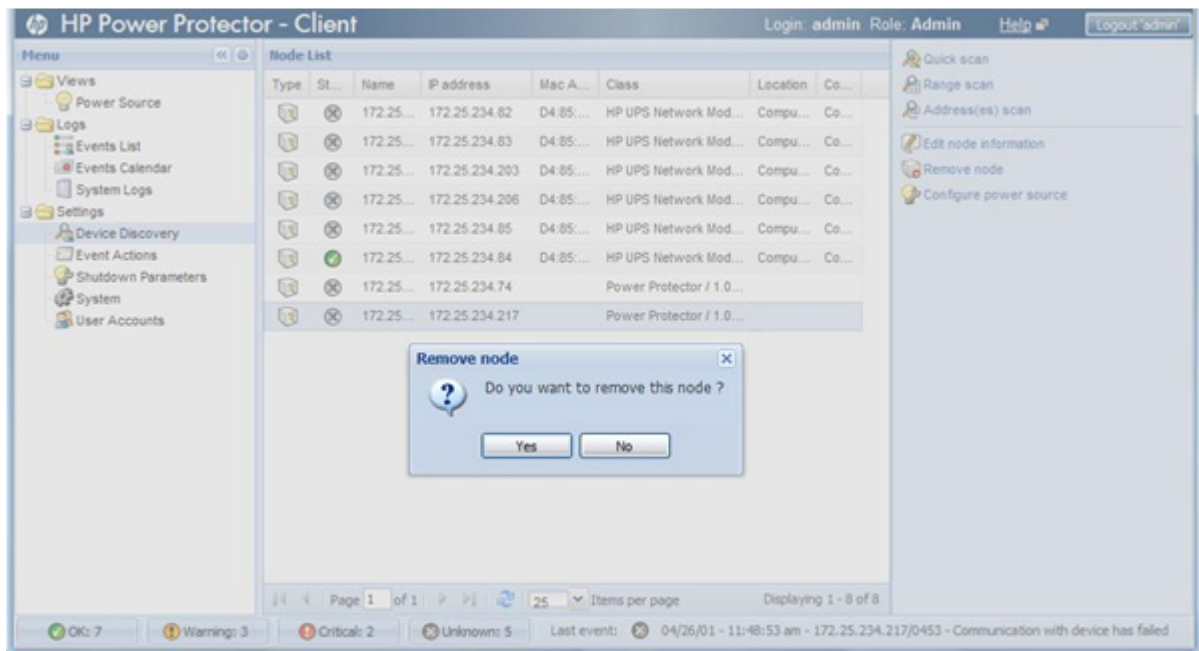 hp HP Power Protector - Client Login: admin Role: Admin Help Logout 'admin'
Menu
Views
Power Source
Logs
Events List
Events Calendar
System Logs
Settings
Device Discovery
Event Actions
Shutdown Parameters
System
User Accounts
Node List
Type St... Name IP address Mac A... Class Location Co...
172.25... 172.25.234.82 D4:85:... HP UPS Network Mod... Compu... Co...
172.25... 172.25.234.83 D4:85:... HP UPS Network Mod... Compu... Co...
172.25... 172.25.234.203 D4:85:... HP UPS Network Mod... Compu... Co...
172.25... 172.25.234.206 D4:85:... HP UPS Network Mod... Compu... Co...
172.25... 172.25.234.85 D4:85:... HP UPS Network Mod... Compu... Co...
172.25... 172.25.234.84 D4:85:... HP UPS Network Mod... Compu... Co...
172.25... 172.25.234.74 Power Protector / 1.0...
172.25... 172.25.234.217 Power Protector / 1.0...
Remove node
Do you want to remove this node ?
Yes No
Page 1 of 1 25 Items per page Displaying 1 - 8 of 8
Quick scan
Range scan
Address(es) scan
Edit node information
Remove node
Configure power source
OK: 7 Warning: 3 Critical: 2 Unknown: 5 Last event: 04/26/01 - 11:48:53 am - 172.25.234.217/0453 - Communication with device has failed